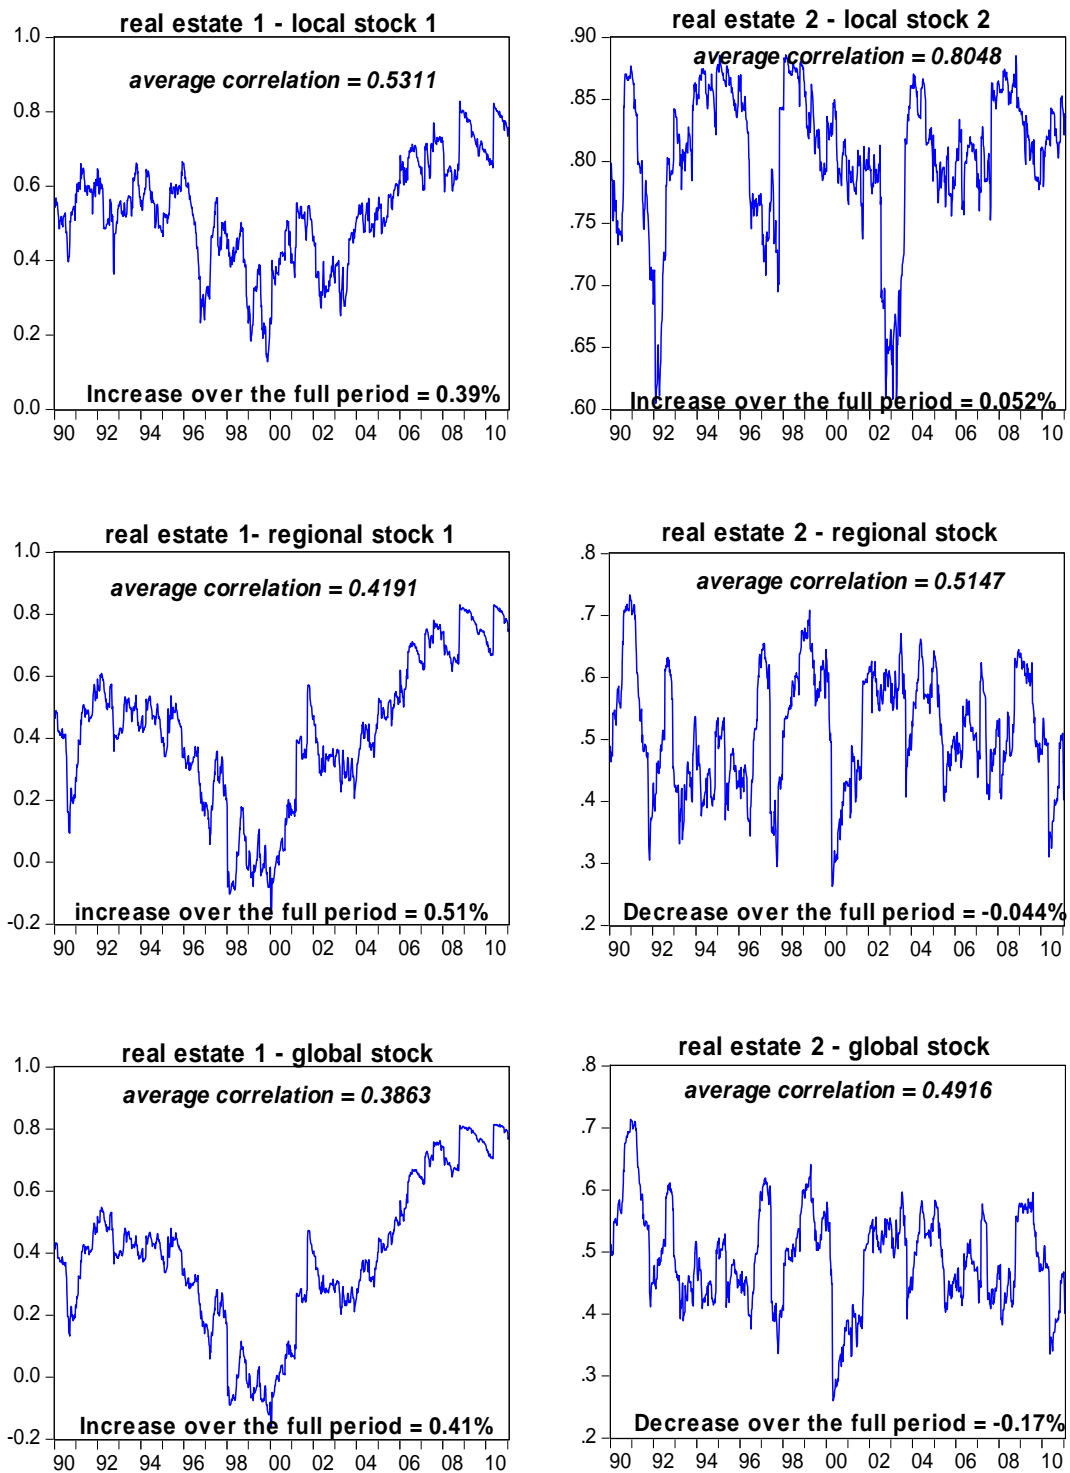 real estate 1 - local stock 1
average correlation = 0.5311
1.0
0.8
0.6
0.4
0.2
0.0
Increase over the full period = 0.39%
90 92 94 96 98 00 02 04 06 08 10
real estate 2 - local stock 2
average correlation = 0.8048
.90
.85
.80
.75
.70
.65
.60
Increase over the full period = 0.052%
90 92 94 96 98 00 02 04 06 08 10
real estate 1- regional stock 1
average correlation = 0.4191
1.0
0.8
0.6
0.4
0.2
0.0
-0.2
increase over the full period = 0.51%
90 92 94 96 98 00 02 04 06 08 10
real estate 2 - regional stock
average correlation = 0.5147
.8
.7
.6
.5
.4
.3
.2
Decrease over the full period = -0.044%
90 92 94 96 98 00 02 04 06 08 10
real estate 1 - global stock
average correlation = 0.3863
1.0
0.8
0.6
0.4
0.2
0.0
-0.2
Increase over the full period = 0.41%
90 92 94 96 98 00 02 04 06 08 10
real estate 2 - global stock
average correlation = 0.4916
.8
.7
.6
.5
.4
.3
.2
Decrease over the full period = -0.17%
90 92 94 96 98 00 02 04 06 08 10